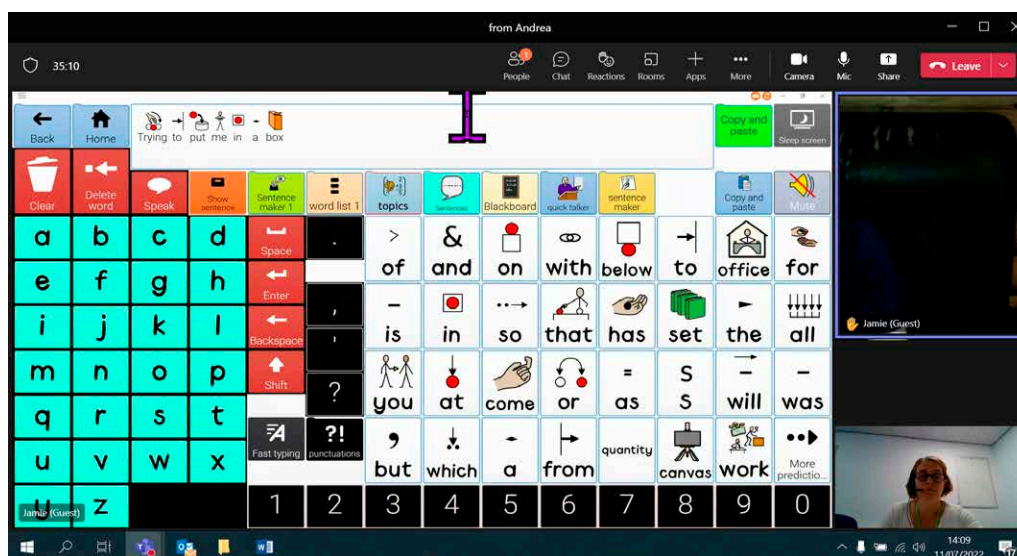 from Andrea
35:10
People Chat Reactions Rooms Apps More Camera Mic Share Leave
Back Home Trying to put me in a box Copy and paste Sleep screen
Clear Delete word Speak Show sentence Sentence maker 1 word list 1 topics Sentences Blackboard quick talker sentence maker Copy and paste Mute
a b c d Space . > of & and on with below to office for
e f g h Enter
i j k l Backspace , ' is in so that has set the all
m n o p Shift ? you at come or = as S S will was
q r s t
u v w x Fast typing ?! punctuations , but which a from quantity canvas work More predictio...
y z 1 2 3 4 5 6 7 8 9 0
Jamie (Guest)
Jamie (Guest)
14:09
11/07/2022